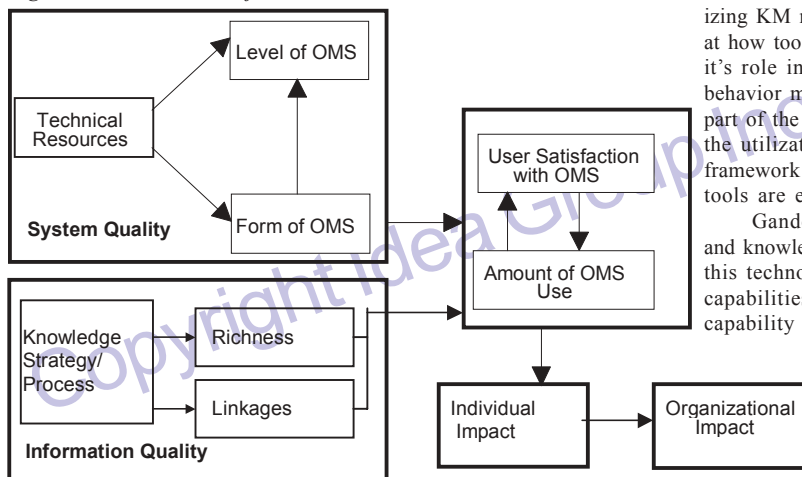 Level of OMS
Technical
Resources
Form of OMS
System Quality
Knowledge
Strategy/
Process
Richness
Linkages
Information Quality
User Satisfaction
with OMS
Amount of OMS
Use
Individual
Impact
Organizational
Impact
izing KM
at how too
it's role in
behavior m
part of the
the utilizat
framework
tools are e
Gand
and knowle
this techno
capabilities
capability
Copyright Idea Group Inc